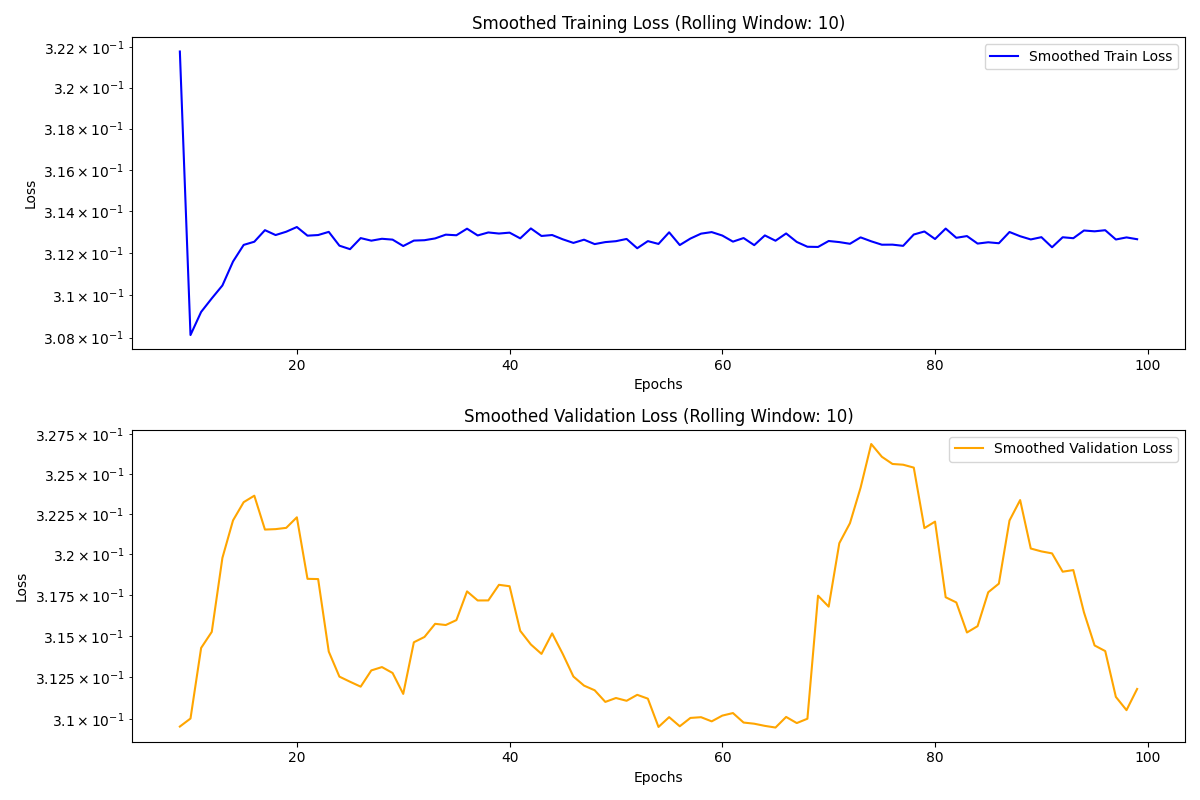 Smoothed Training Loss (Rolling Window: 10)
3.22 × 10⁻¹
3.2 × 10⁻¹
3.18 × 10⁻¹
3.16 × 10⁻¹
3.14 × 10⁻¹
3.12 × 10⁻¹
3.1 × 10⁻¹
3.08 × 10⁻¹
Loss
Smoothed Train Loss
20 40 60 80 100
Epochs
Smoothed Validation Loss (Rolling Window: 10)
3.275 × 10⁻¹
3.25 × 10⁻¹
3.225 × 10⁻¹
3.2 × 10⁻¹
3.175 × 10⁻¹
3.15 × 10⁻¹
3.125 × 10⁻¹
3.1 × 10⁻¹
Loss
Smoothed Validation Loss
20 40 60 80 100
Epochs